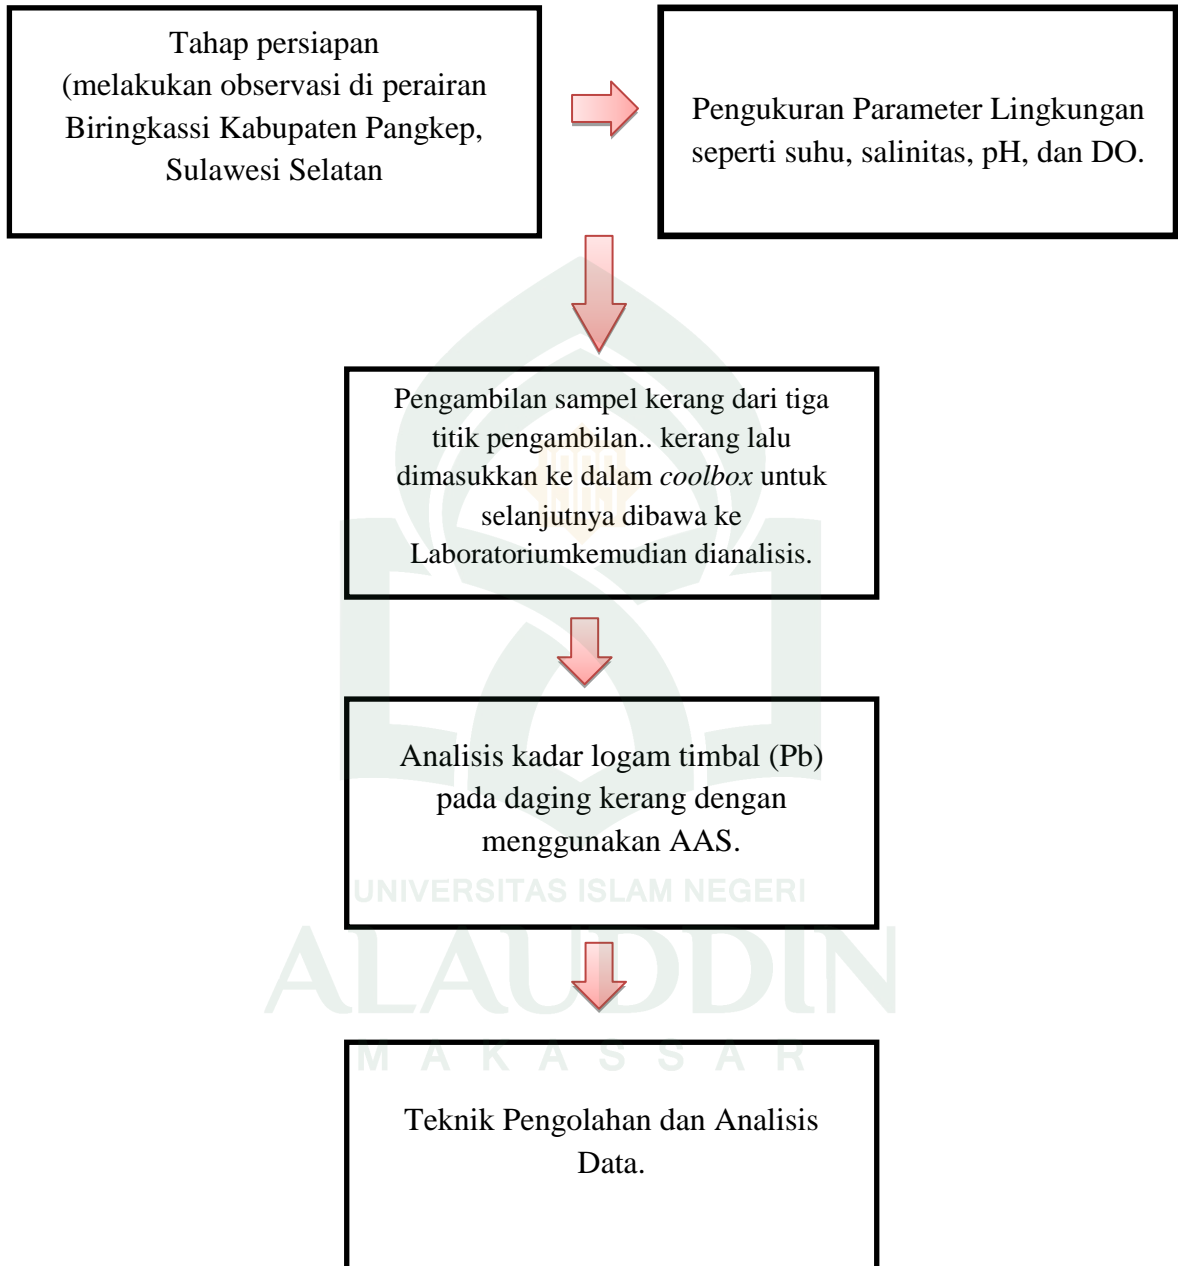 Tahap persiapan
(melakukan observasi di perairan
Biringkassi Kabupaten Pangkep,
Sulawesi Selatan
Pengukuran Parameter Lingkungan
seperti suhu, salinitas, pH, dan DO.
Pengambilan sampel kerang dari tiga
titik pengambilan.. kerang lalu
dimasukkan ke dalam coolbox untuk
selanjutnya dibawa ke
Laboratoriumkemudian dianalisis.
Analisis kadar logam timbal (Pb)
pada daging kerang dengan
menggunakan AAS.
UNIVERSITAS ISLAM NEGERI
ALAUDDIN
MAKASSAR
Teknik Pengolahan dan Analisis
Data.